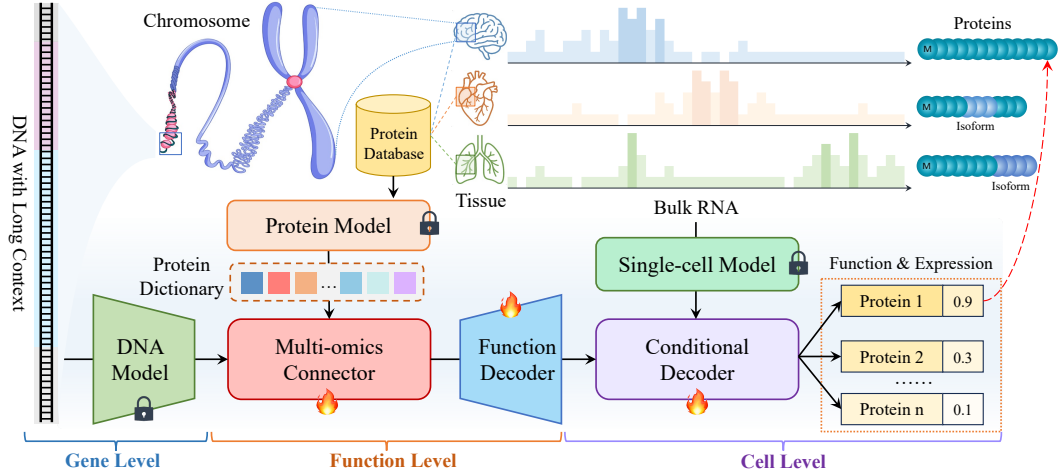 Chromosome
Proteins
M
Protein
Database
M
Isoform
M
Isoform
Tissue
DNA with Long Context
Bulk RNA
Protein Model
Single-cell Model
Protein
Dictionary
...
Function & Expression
Protein 1 0.9
DNA
Model
Multi-omics
Connector
Function
Decoder
Conditional
Decoder
Protein 2 0.3
......
Protein n 0.1
Gene Level
Function Level
Cell Level